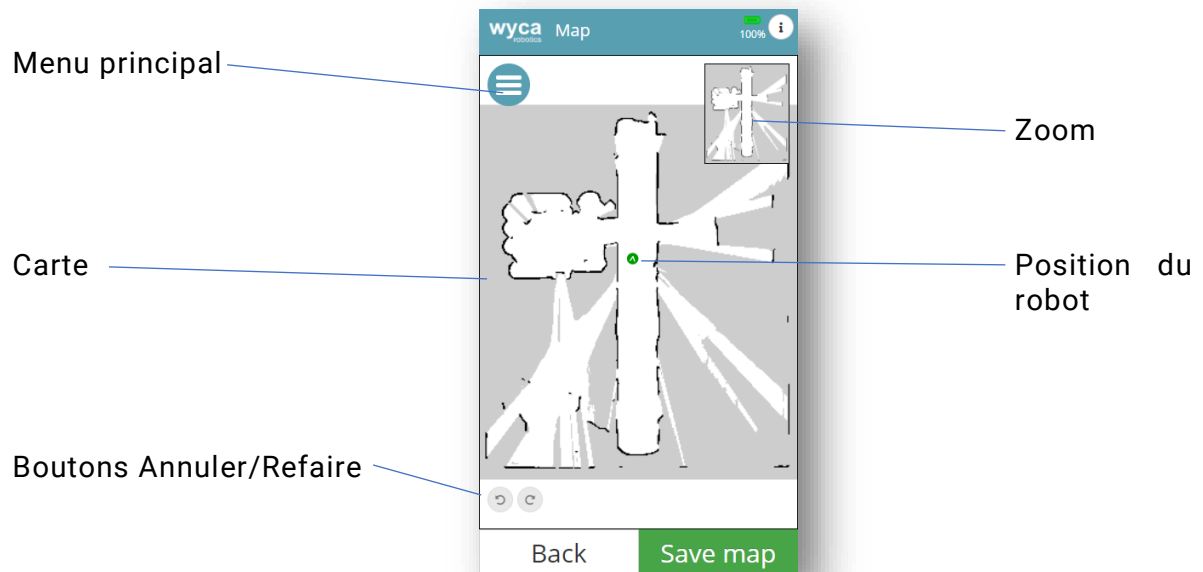 wyca
robotics
Map
100%
i
Menu principal
Zoom
Carte
Position du
robot
Boutons Annuler/Refaire
Back
Save map